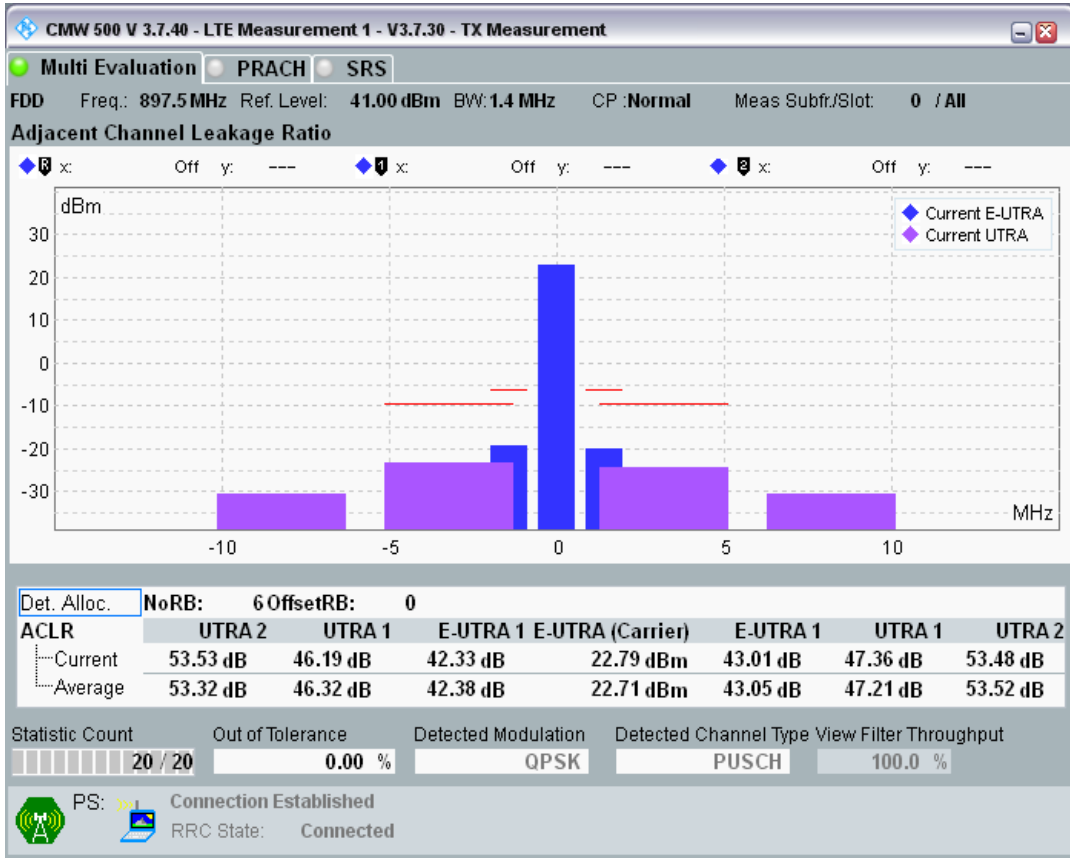 CMW 500 V 3.7.40 - LTE Measurement 1 - V3.7.30 - TX Measurement
Multi Evaluation PRACH SRS
FDD Freq.: 897.5 MHz Ref. Level: 41.00 dBm BW: 1.4 MHz CP :Normal Meas Subfr./Slot: 0 / All
Adjacent Channel Leakage Ratio
R x: Off y: --- 1 x: Off y: --- 2 x: Off y: ---
dBm
Current E-UTRA
Current UTRA
30
20
10
0
-10
-20
-30
MHz
-10 -5 0 5 10
Det. Alloc. NoRB: 6 OffsetRB: 0
ACLR UTRA 2 UTRA 1 E-UTRA 1 E-UTRA (Carrier) E-UTRA 1 UTRA 1 UTRA 2
Current 53.53 dB 46.19 dB 42.33 dB 22.79 dBm 43.01 dB 47.36 dB 53.48 dB
Average 53.32 dB 46.32 dB 42.38 dB 22.71 dBm 43.05 dB 47.21 dB 53.52 dB
Statistic Count Out of Tolerance Detected Modulation Detected Channel Type View Filter Throughput
20 / 20 0.00 % QPSK PUSCH 100.0 %
PS: Connection Established
RRC State: Connected